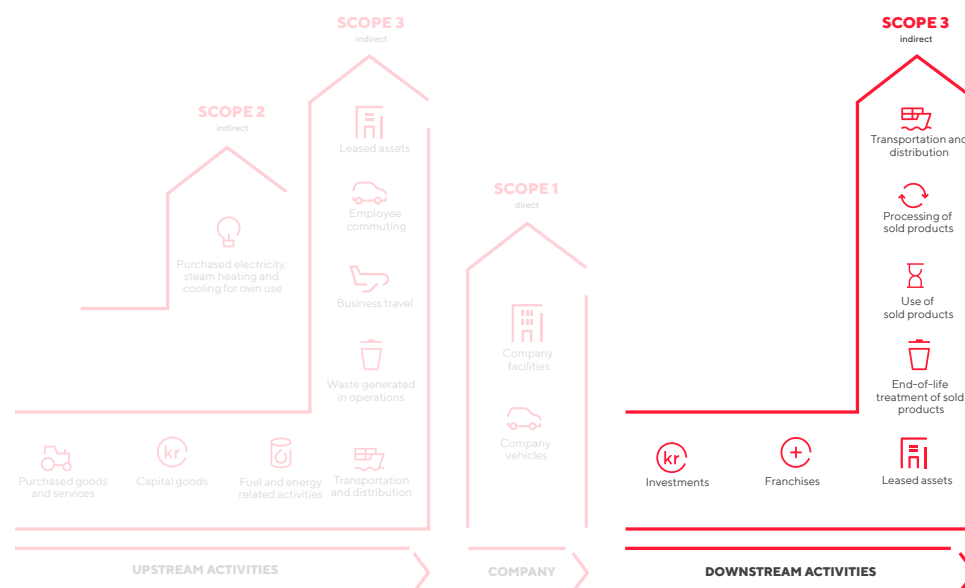 SCOPE 3
indirect
SCOPE 2
indirect
Leased assets
Employee
commuting
Purchased electricity,
steam heating and
cooling for own use
Business travel
Waste generated
in operations
Purchased goods
and services
kr
Capital goods
Fuel and energy
related activities
Transportation
and distribution
UPSTREAM ACTIVITIES
SCOPE 1
direct
Company
facilities
Company
vehicles
COMPANY
SCOPE 3
indirect
Transportation and
distribution
Processing of
sold products
Use of
sold products
End-of-life
treatment of sold
products
kr
Investments
Franchises
Leased assets
DOWNSTREAM ACTIVITIES